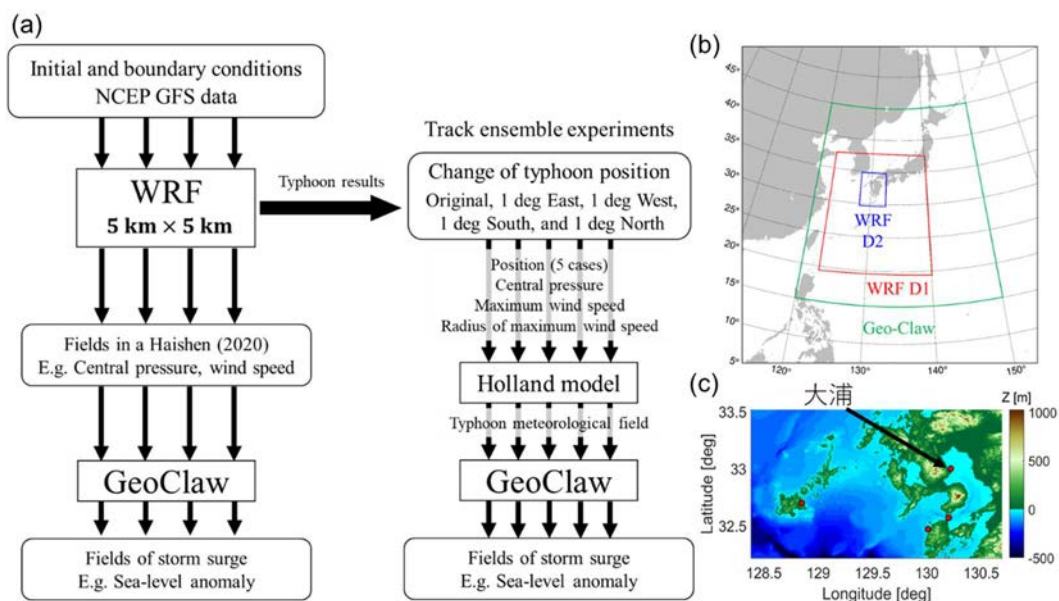 (a)
Initial and boundary conditions
NCEP GFS data
WRF
5 km × 5 km
Typhoon results
Fields in a Haishen (2020)
E.g. Central pressure, wind speed
GeoClaw
Fields of storm surge
E.g. Sea-level anomaly
Track ensemble experiments
Change of typhoon position
Original, 1 deg East, 1 deg West,
1 deg South, and 1 deg North
Position (5 cases)
Central pressure
Maximum wind speed
Radius of maximum wind speed
Holland model
Typhoon meteorological field
GeoClaw
Fields of storm surge
E.g. Sea-level anomaly
(b)
45°
40°
35°
30°
25°
20°
15°
10°
5°
120°
130°
140°
150°
WRF
D2
WRF D1
Geo-Claw
(c)
大浦
Z [m]
1000
500
0
-500
33.5
33
32.5
Latitude [deg]
128.5
129
129.5
130
130.5
Longitude [deg]